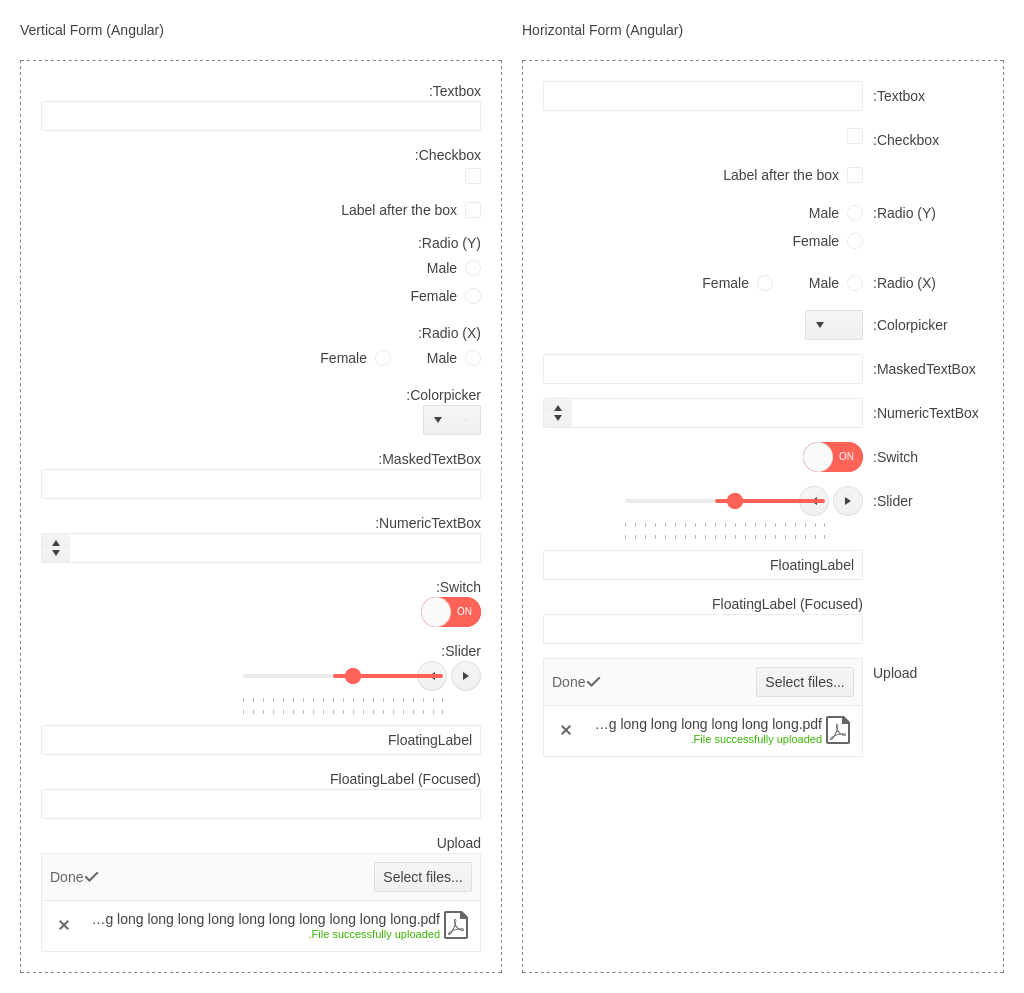 Vertical Form (Angular)
:Textbox
:Checkbox
Label after the box
:Radio (Y)
Male
Female
:Radio (X)
Female Male
:Colorpicker
:MaskedTextBox
:NumericTextBox
:Switch
ON
:Slider
FloatingLabel
FloatingLabel (Focused)
Upload
Done Select files...
...g long long long long long long long long long long.pdf
.File successfully uploaded
Horizontal Form (Angular)
:Textbox
:Checkbox
Label after the box
Male :Radio (Y)
Female
Female Male :Radio (X)
:Colorpicker
:MaskedTextBox
:NumericTextBox
ON :Switch
:Slider
FloatingLabel
FloatingLabel (Focused)
Upload
Done Select files...
...g long long long long long long.pdf
.File successfully uploaded